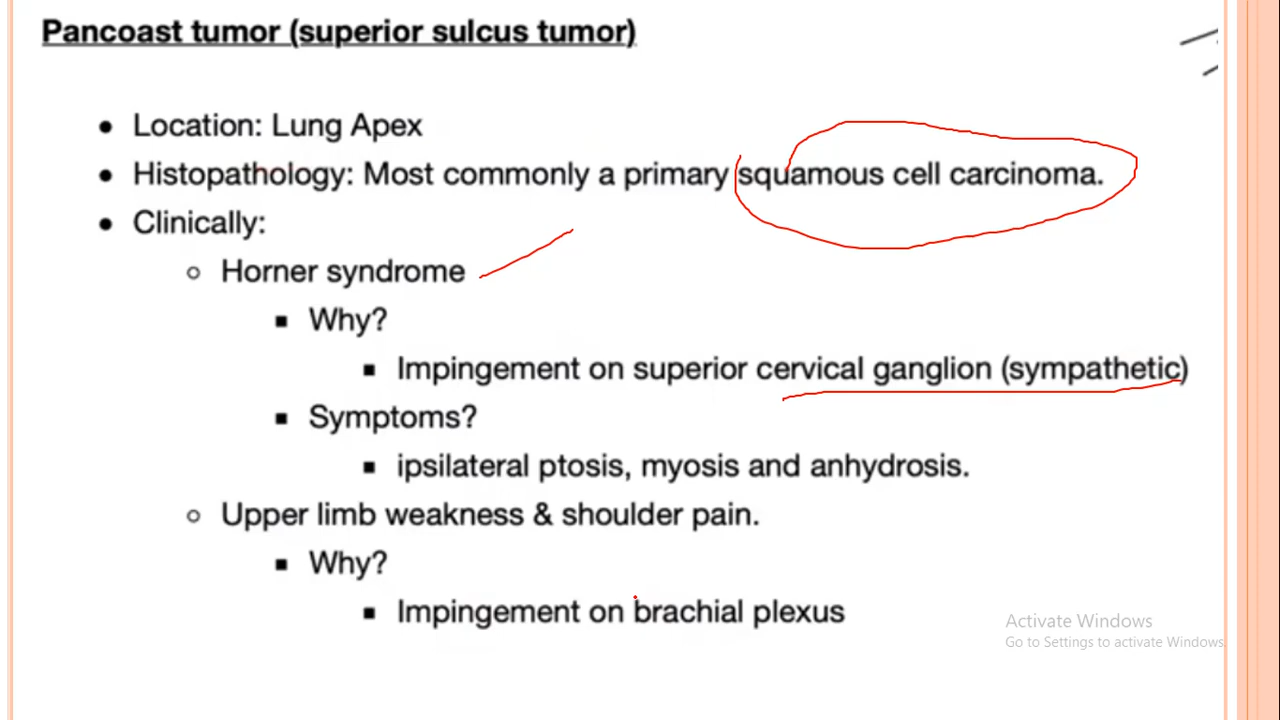 Pancoast tumor (superior sulcus tumor)
• Location: Lung Apex
• Histopathology: Most commonly a primary squamous cell carcinoma.
• Clinically:
○ Horner syndrome
■ Why?
■ Impingement on superior cervical ganglion (sympathetic)
■ Symptoms?
■ ipsilateral ptosis, myosis and anhydrosis.
○ Upper limb weakness & shoulder pain.
■ Why?
■ Impingement on brachial plexus
Activate Windows
Go to Settings to activate Windows.